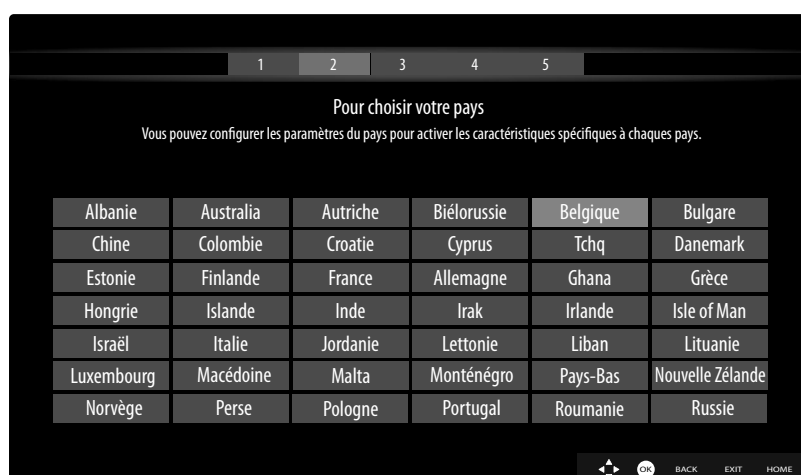 1 2 3 4 5
Pour choisir votre pays
Vous pouvez configurer les paramètres du pays pour activer les caractéristiques spécifiques à chaques pays.
Albanie Australia Autriche Biélorussie Belgique Bulgare
Chine Colombie Croatie Cyprus Tchq Danemark
Estonie Finlande France Allemagne Ghana Grèce
Hongrie Islande Inde Irak Irlande Isle of Man
Israël Italie Jordanie Lettonie Liban Lituanie
Luxembourg Macédoine Malta Monténégro Pays-Bas Nouvelle Zélande
Norvège Perse Pologne Portugal Roumanie Russie
OK BACK EXIT HOME